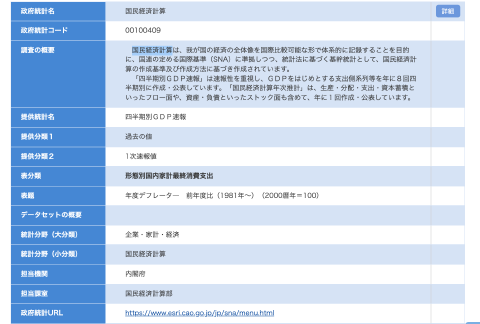 政府統計名 国民経済計算 詳細
政府統計コード 00100409
調査の概要 国民経済計算は、我が国の経済の全体像を国際比較可能な形で体系的に記録することを目的
に、国連の定める国際基準（SNA）に準拠しつつ、統計法に基づく基幹統計として、国民経済計
算の作成基準及び作成方法に基づき作成されています。
「四半期別ＧＤＰ速報」は速報性を重視し、ＧＤＰをはじめとする支出側系列等を年に８回四
半期別に作成・公表しています。「国民経済計算年次推計」は、生産・分配・支出・資本蓄積と
いったフロー面や、資産・負債といったストック面も含めて、年に１回作成・公表しています。
提供統計名 四半期別ＧＤＰ速報
提供分類１ 過去の値
提供分類２ 1次速報値
表分類 形態別国内家計最終消費支出
表題 年度デフレーター　前年度比（1981年～）（2000暦年＝100）
データセットの概要
統計分野（大分類） 企業・家計・経済
統計分野（小分類） 国民経済計算
担当機関 内閣府
担当課室 国民経済計算部
政府統計URL https://www.esri.cao.go.jp/jp/sna/menu.html